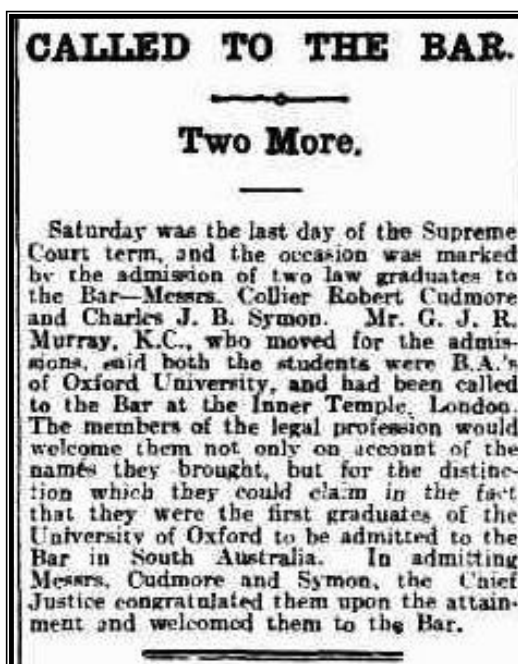 CALLED TO THE BAR.
Two More.
Saturday was the last day of the Supreme
Court term, and the occasion was marked
by the admission of two law graduates to
the Bar—Messrs. Collier Robert Cudmore
and Charles J. B. Symon. Mr. G. J. R.
Murray, K.C., who moved for the admis-
sions, said both the students were B.A.'s
of Oxford University, and had been called
to the Bar at the Inner Temple, London.
The members of the legal profession would
welcome them not only on account of the
names they brought, but for the distinc-
tion which they could claim in the fact
that they were the first graduates of the
University of Oxford to be admitted to the
Bar in South Australia. In admitting
Messrs. Cudmore and Symon, the Chief
Justice congratulated them upon the attain-
ment and welcomed them to the Bar.